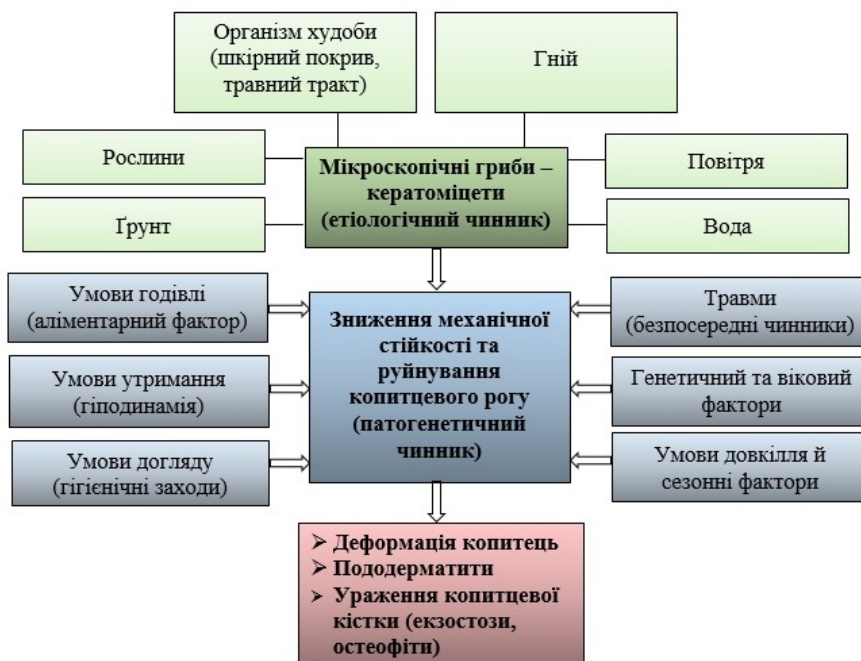 Організм худоби
(шкірний покрив,
травний тракт)
Гній
Рослини
Мікроскопічні гриби –
кератоміцети
(етіологічний чинник)
Повітря
Ґрунт
Вода
Умови годівлі
(аліментарний фактор)
Зниження механічної
стійкості та
руйнування
копитцевого рогу
(патогенетичний
чинник)
Травми
(безпосередні чинники)
Умови утримання
(гіподинамія)
Генетичний та віковий
фактори
Умови догляду
(гігієнічні заходи)
Умови довкілля й
сезонні фактори
➢ Деформація копитець
➢ Пододерматити
➢ Ураження копитцевої
кістки (екзостози,
остеофіти)